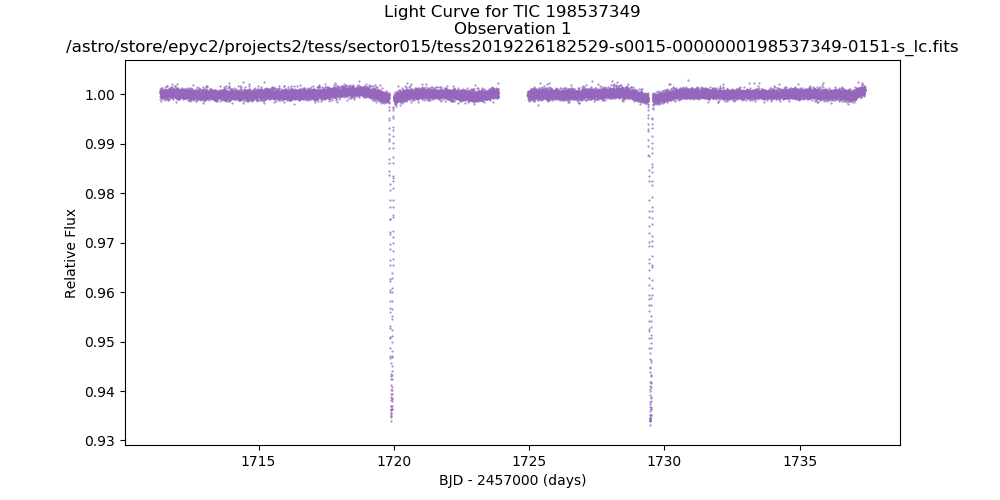 Light Curve for TIC 198537349
Observation 1
/astro/store/epyc2/projects2/tess/sector015/tess2019226182529-s0015-0000000198537349-0151-s_lc.fits
1.00
0.99
0.98
0.97
0.96
0.95
0.94
0.93
Relative Flux
1715
1720
1725
1730
1735
BJD - 2457000 (days)